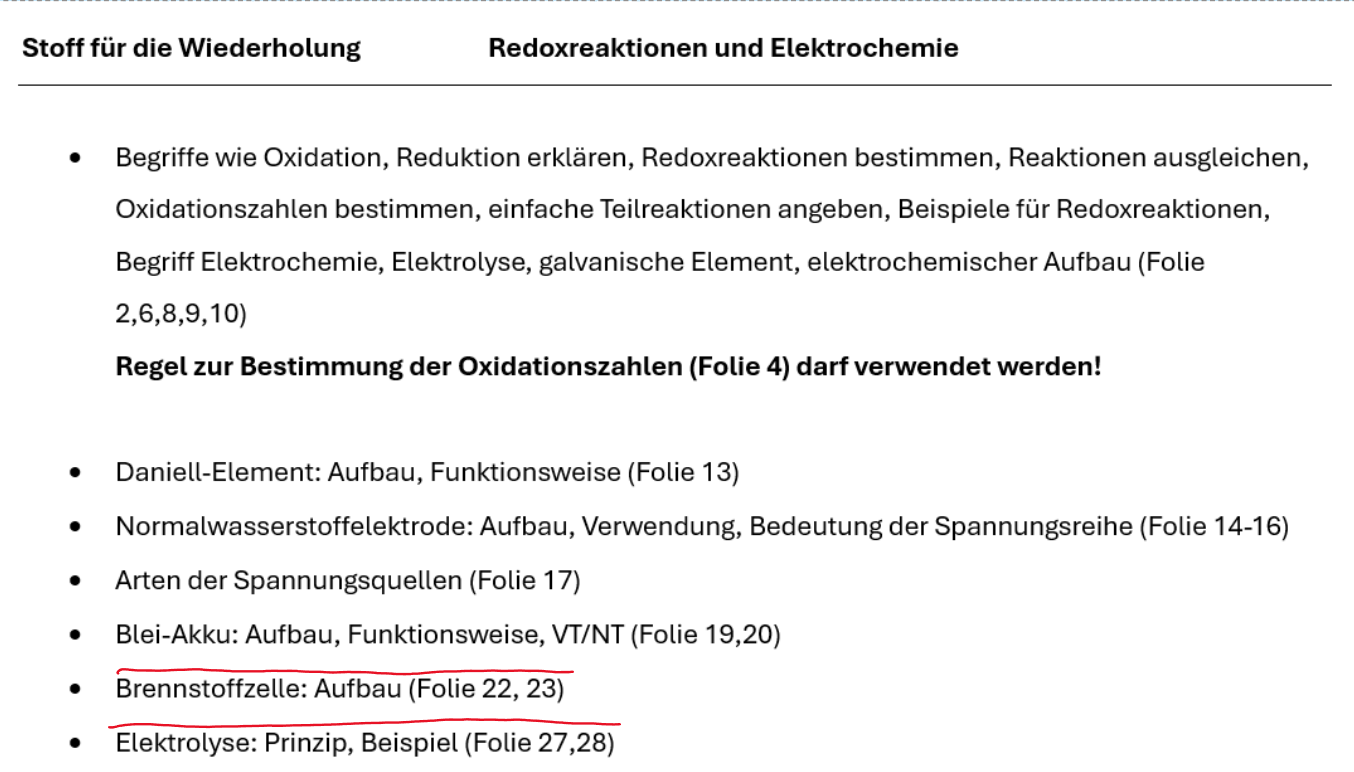 Stoff für die Wiederholung Redoxreaktionen und Elektrochemie
• Begriffe wie Oxidation, Reduktion erklären, Redoxreaktionen bestimmen, Reaktionen ausgleichen,
Oxidationszahlen bestimmen, einfache Teilreaktionen angeben, Beispiele für Redoxreaktionen,
Begriff Elektrochemie, Elektrolyse, galvanische Element, elektrochemischer Aufbau (Folie
2,6,8,9,10)
Regel zur Bestimmung der Oxidationszahlen (Folie 4) darf verwendet werden!
• Daniell-Element: Aufbau, Funktionsweise (Folie 13)
• Normalwasserstoffelektrode: Aufbau, Verwendung, Bedeutung der Spannungsreihe (Folie 14-16)
• Arten der Spannungsquellen (Folie 17)
• Blei-Akku: Aufbau, Funktionsweise, VT/NT (Folie 19,20)
• Brennstoffzelle: Aufbau (Folie 22, 23)
• Elektrolyse: Prinzip, Beispiel (Folie 27,28)